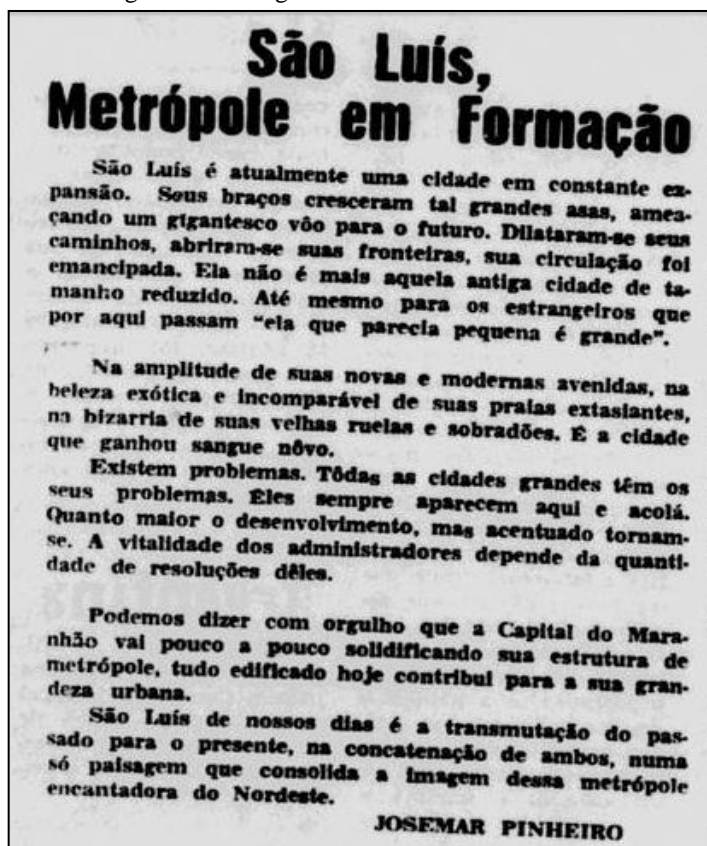 São Luís,
Metrópole em Formação
São Luís é atualmente uma cidade em constante ex-
pansão. Seus braços cresceram tal grandes asas, amea-
çando um gigantesco vôo para o futuro. Dilataram-se seus
caminhos, abriram-se suas fronteiras, sua circulação foi
emancipada. Ela não é mais aquela antiga cidade de ta-
manho reduzido. Até mesmo para os estrangeiros que
por aqui passam "ela que parecia pequena é grande".
Na amplitude de suas novas e modernas avenidas, na
beleza exótica e incomparável de suas praias extasiantes,
na bizarria de suas velhas ruelas e sobradões. É a cidade
que ganhou sangue nôvo.
Existem problemas. Tôdas as cidades grandes têm os
seus problemas. Êles sempre aparecem aqui e acolá.
Quanto maior o desenvolvimento, mas acentuado tornam-
se. A vitalidade dos administradores depende da quanti-
dade de resoluções dêles.
Podemos dizer com orgulho que a Capital do Mara-
nhão vai pouco a pouco solidificando sua estrutura de
metrópole, tudo edificado hoje contribui para a sua gran-
deza urbana.
São Luís de nossos dias é a transmutação do pas-
sado para o presente, na concatenação de ambos, numa
só paisagem que consolida a imagem dessa metrópole
encantadora do Nordeste.
JOSEMAR PINHEIRO